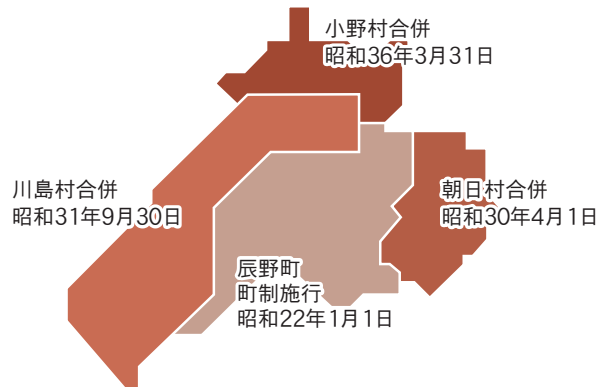 小野村合併
昭和36年3月31日
川島村合併
昭和31年9月30日
朝日村合併
昭和30年4月1日
辰野町
町制施行
昭和22年1月1日